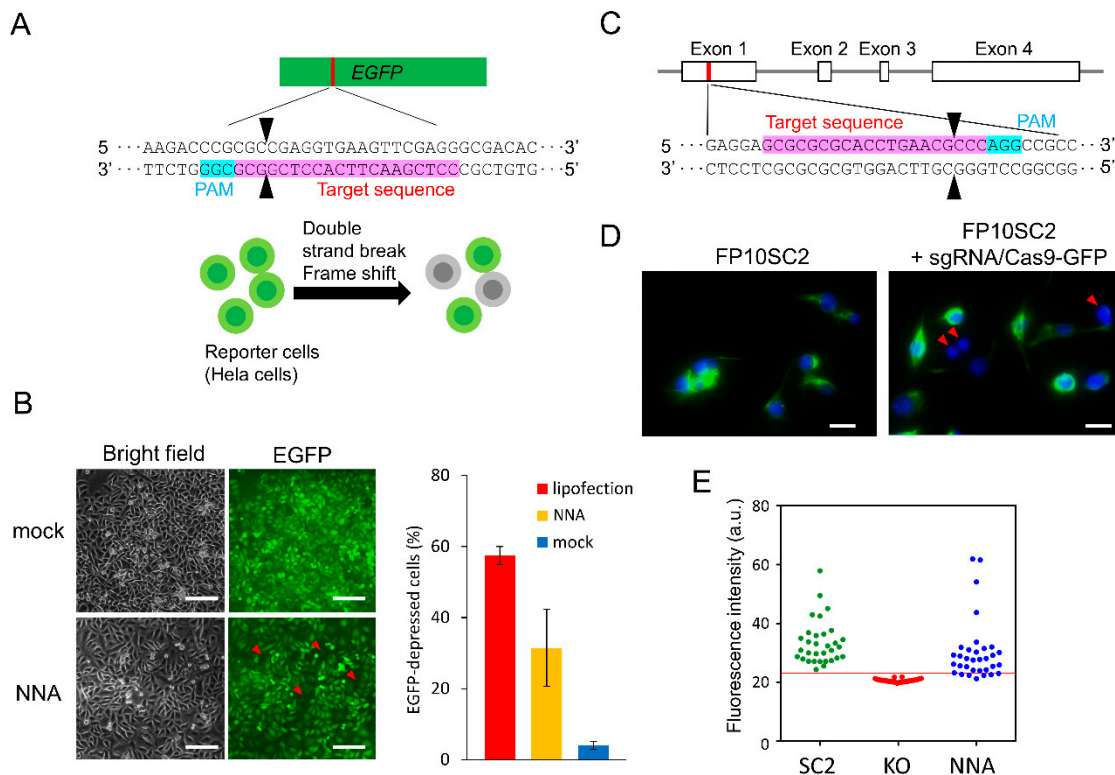 A
EGFP
5 ···AAGACCCGCGCCGAGGTGAAGTTCGAGGGCGACAC···3'
3' ···TTCTGGGCGCGGCTCCACTTCAAGCTCCCGCTGTG···5'
PAM
Target sequence
Double
strand break
Frame shift
Reporter cells
(Hela cells)
B
Bright field
EGFP
mock
NNA
EGFP-depressed cells (%)
80
60
40
20
0
lipofection
NNA
mock
C
Exon 1
Exon 2
Exon 3
Exon 4
Target sequence
PAM
5 ···GAGGAGCGCGCGCACCTGAACGCCCAGGCCGCC···3'
3' ···CTCCTCGCGCGCGTGGACTTGCGGGTCCGGCGG···5'
D
FP10SC2
FP10SC2
+ sgRNA/Cas9-GFP
E
Fluorescence intensity (a.u.)
80
60
40
20
0
SC2
KO
NNA